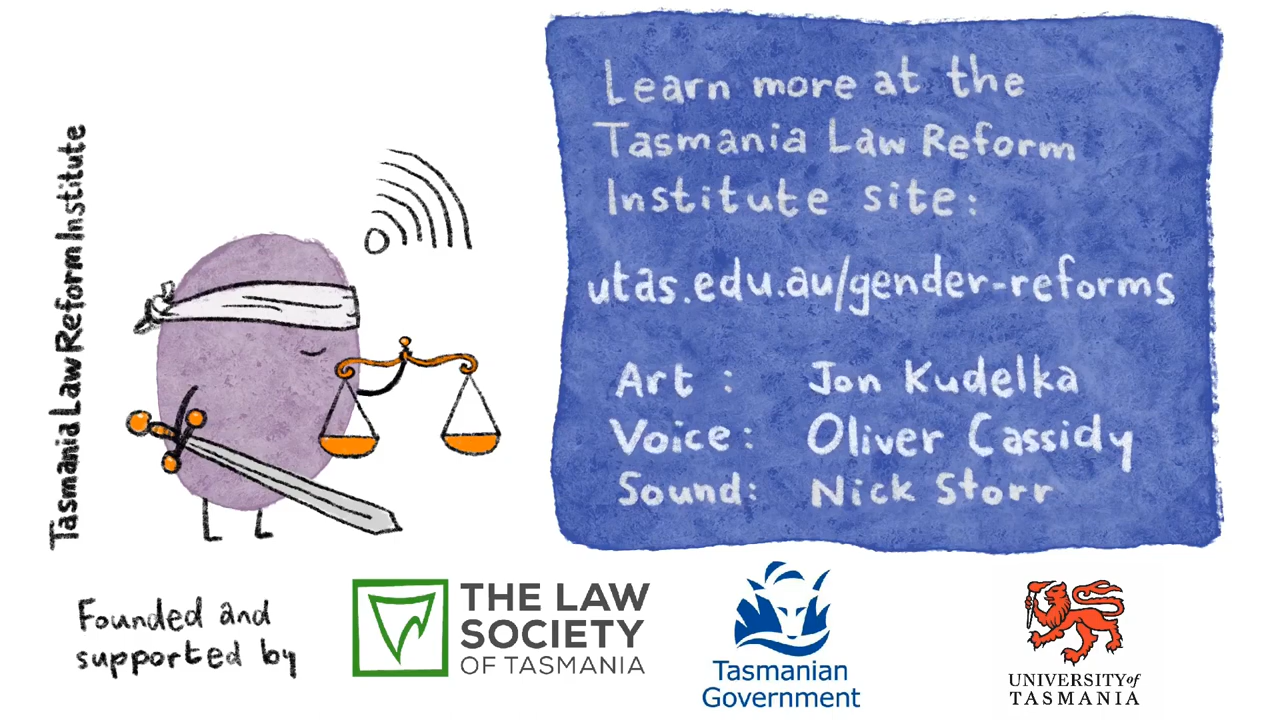 Tasmania Law Reform Institute
Learn more at the
Tasmania Law Reform
Institute site:
utas.edu.au/gender-reforms
Art : Jon Kudelka
Voice: Oliver Cassidy
Sound: Nick Storr
Founded and
supported by
THE LAW
SOCIETY
OF TASMANIA
Tasmanian
Government
UNIVERSITY of
TASMANIA